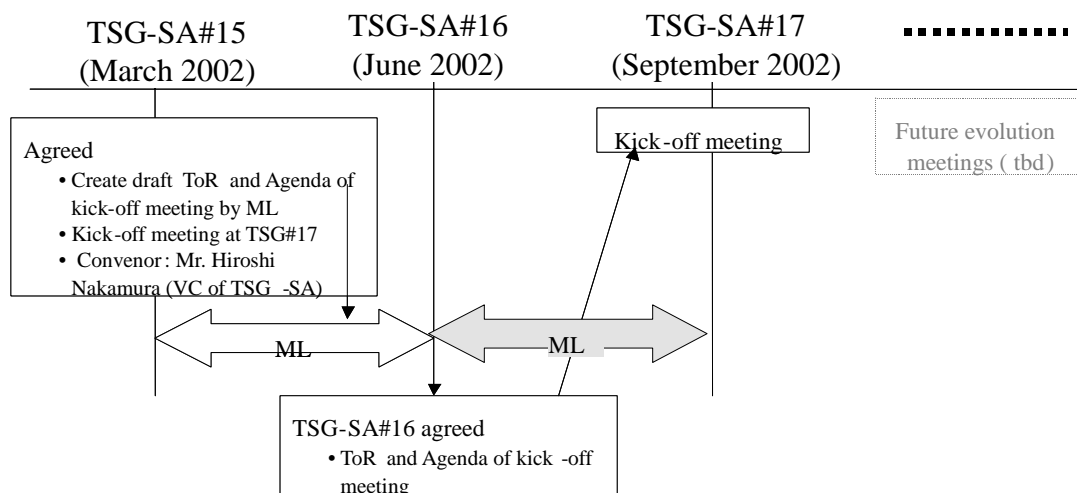 TSG-SA#15
(March 2002)
TSG-SA#16
(June 2002)
TSG-SA#17
(September 2002)
Agreed
• Create draft ToR and Agenda of
kick-off meeting by ML
• Kick-off meeting at TSG#17
• Convenor: Mr. Hiroshi
Nakamura (VC of TSG -SA)
Kick-off meeting
Future evolution
meetings ( tbd)
ML
ML
TSG-SA#16 agreed
• ToR and Agenda of kick -off
meeting